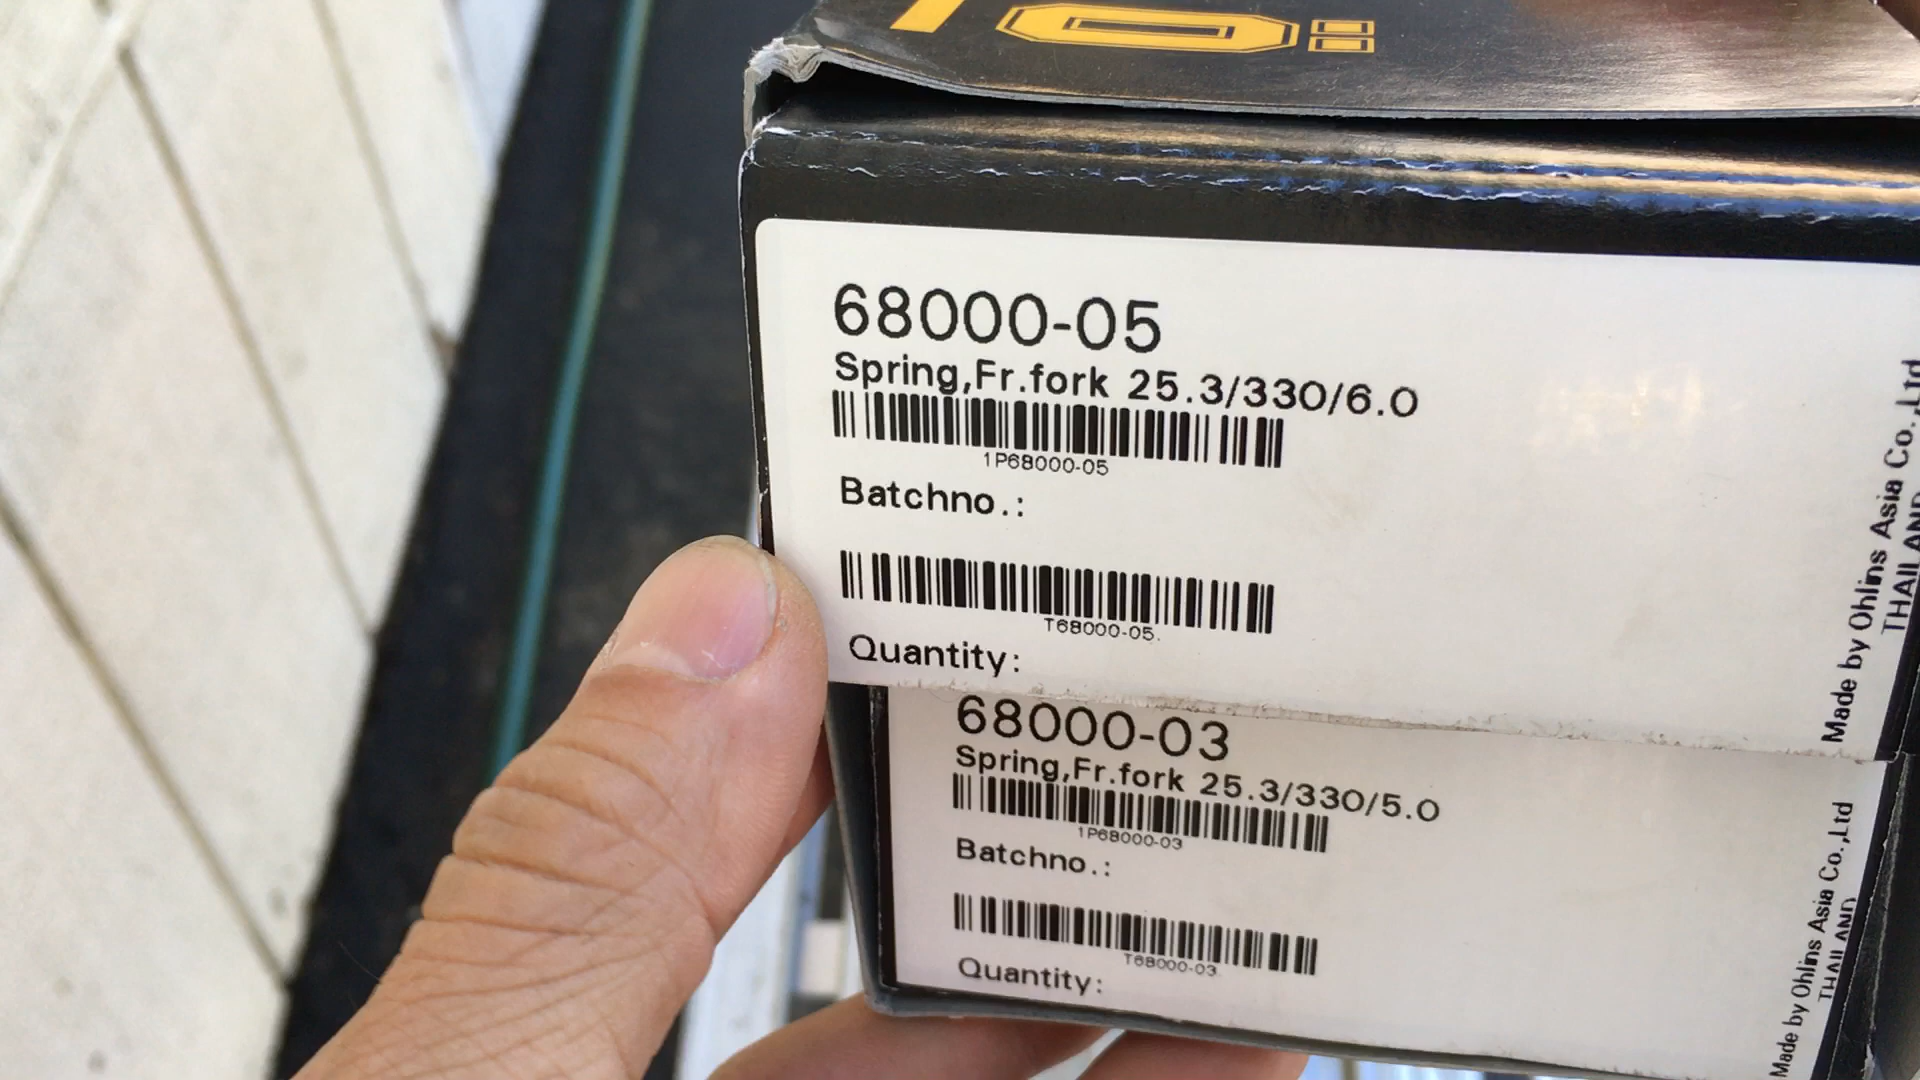 68000-05
Spring,Fr.fork 25.3/330/6.0
1P68000-05
Batchno.:
T68000-05.
Quantity:
Made by Ohlins Asia Co.,Ltd
THAILAND
68000-03
Spring,Fr.fork 25.3/330/5.0
1P68000-03
Batchno.:
T68000-03.
Quantity:
Made by Ohlins Asia Co.,Ltd
THAILAND